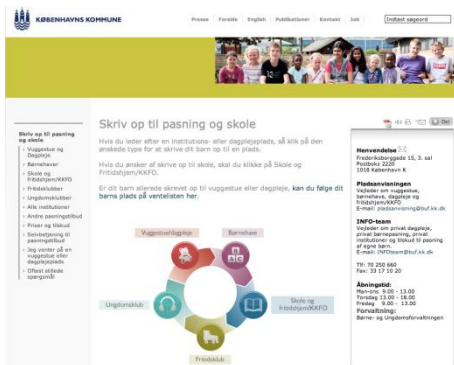 KØBENHAVNS KOMMUNE
Presse Forside English Publikationer Kontakt Job
Indtast søgeord
Skriv op til pasning
og skole
› Vuggestue og
Dagpleje
› Børnehaver
› Skole og
fritidshjem/KKFO
› Fritidsklubber
› Ungdomsklubber
› Alle institutioner
› Andre pasningstilbud
› Priser og tilskud
› Selvbetjening til
pasningstilbud
› Jeg venter på en
vuggestue eller
dagplejeplads
› Oftest stillede
spørgsmål
Skriv op til pasning og skole
Hvis du leder efter en institutions- eller dagplejeplads, så klik på den
ønskede type for at skrive dit barn op til en plads.
Hvis du ønsker at skrive op til skole, skal du klikke på Skole og
Fritidshjem/KKFO.
Er dit barn allerede skrevet op til vuggestue eller dagpleje, kan du følge dit
barns plads på ventelisten her.
Vuggestue/dagpleje
Børnehave
A
B C
Ungdomsklub
Skole og
fritidshjem/KKFO
Fritidsklub
Del
Henvendelse
Frederiksborggade 15, 3. sal
Postboks 2220
1018 København K
Pladsanvisningen
Vejleder om vuggestue,
børnehave, dagpleje og
fritidshjem/KKFO
E-mail: pladsanvisning@buf.kk.dk
INFO-team
Vejleder om privat dagpleje,
privat børnepasning, privat
institutioner og tilskud til pasning
af egne børn.
E-mail: INFOteam@buf.kk.dk
Tlf: 70 250 660
Fax: 33 17 10 20
Åbningstid:
Man-ons 9.00 - 13.00
Torsdag 13.00 - 18.00
Fredag 9.00 - 13.00
Forvaltning:
Børne- og Ungdomsforvaltningen